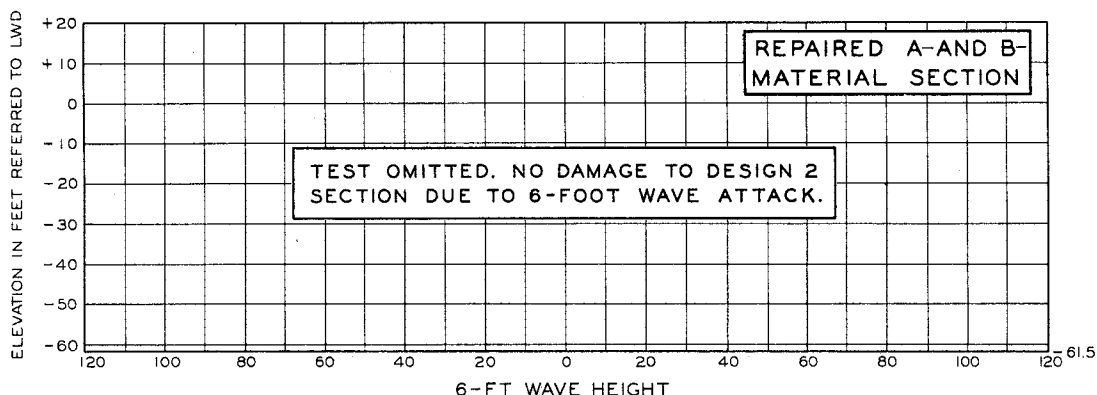 ELEVATION IN FEET REFERRED TO LWD
+20
+10
0
-10
-20
-30
-40
-50
-60
REPAIRED A-AND B-
MATERIAL SECTION
TEST OMITTED. NO DAMAGE TO DESIGN 2
SECTION DUE TO 6-FOOT WAVE ATTACK.
120 100 80 60 40 20 0 20 40 60 80 100 120
-61.5
6-FT WAVE HEIGHT